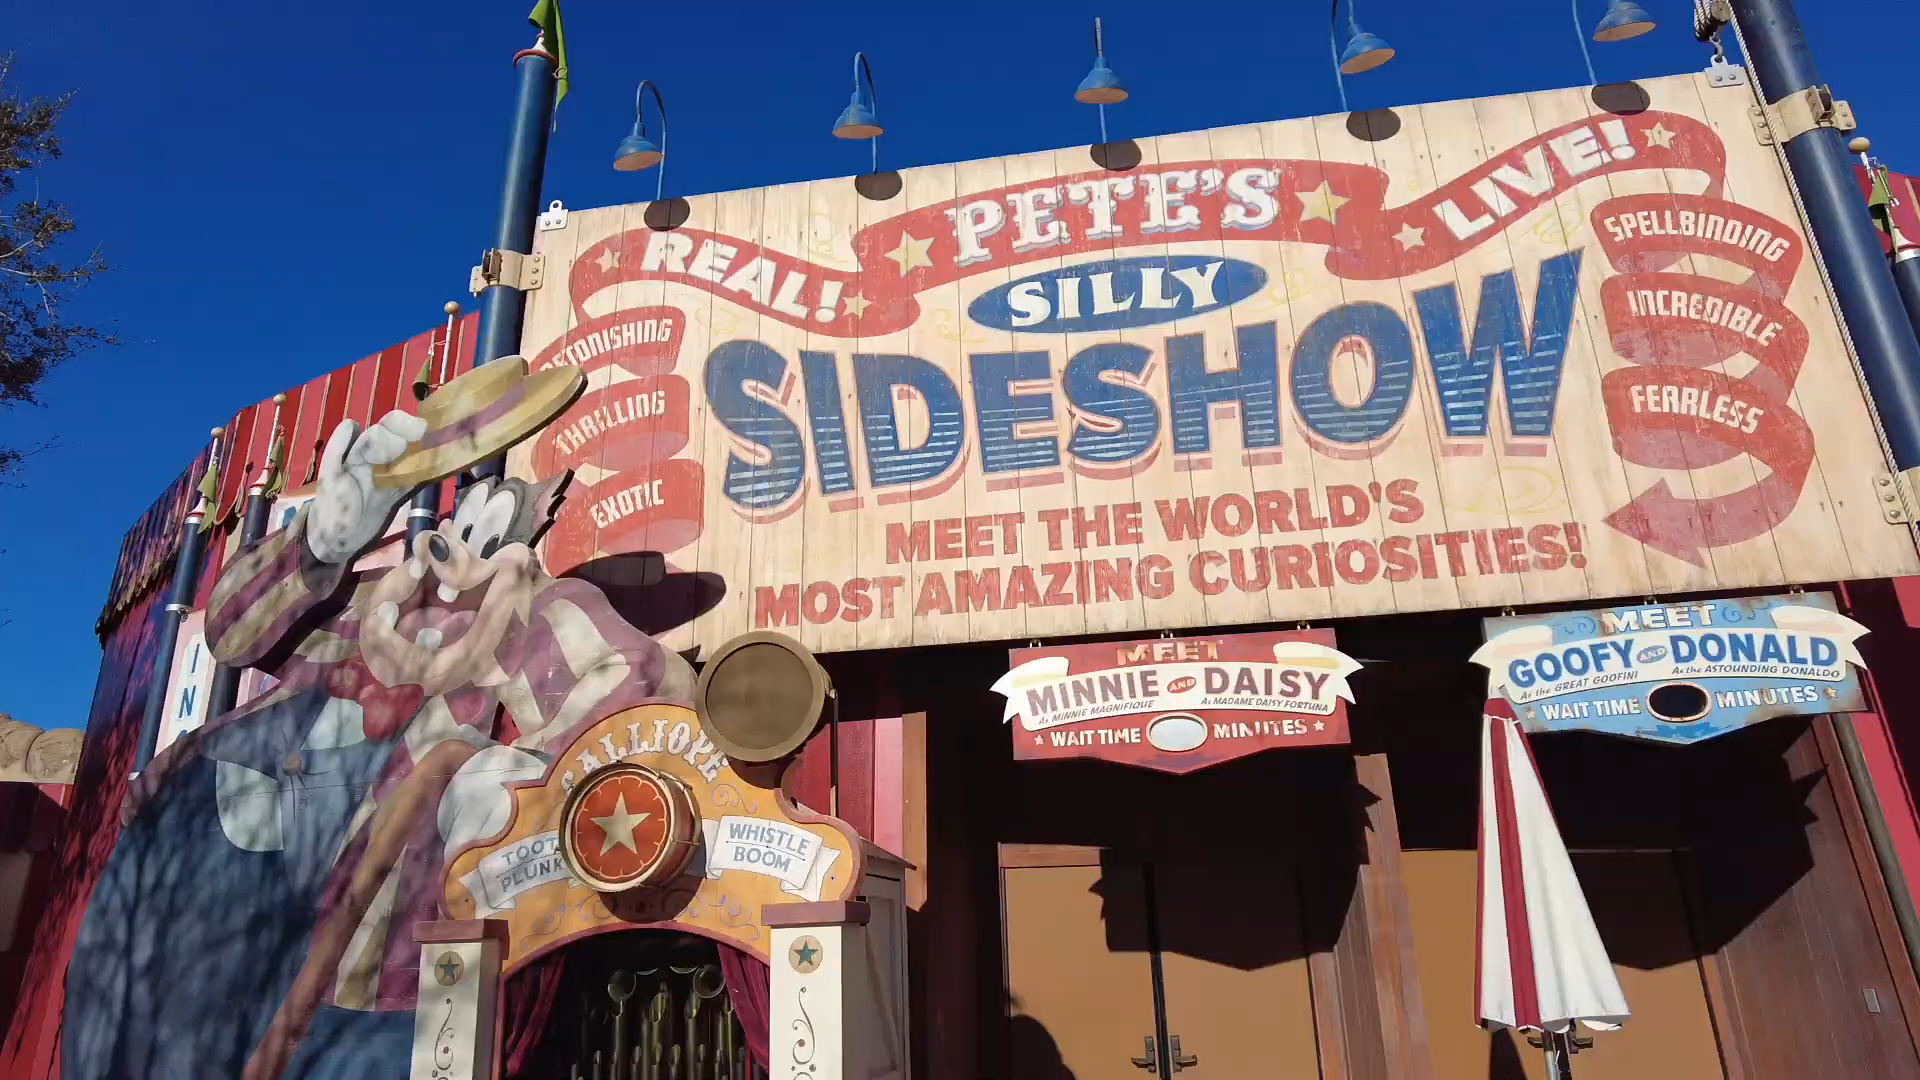 PETE'S
REAL!
LIVE!
SILLY
SIDESHOW
MEET THE WORLD'S
MOST AMAZING CURIOSITIES!
THRILLING
EXOTIC
SPELLBINDING
INCREDIBLE
FEARLESS
MEET
MINNIE AND DAISY
As MINNIE MAGNIFIQUE As MADAME DAISY FORTUNA
WAIT TIME MINUTES
MEET
GOOFY AND DONALD
As the GREAT GOOFINI As the ASTOUNDING DONALDO
WAIT TIME MINUTES
CALLIOPE
TOOT
PLUNK
WHISTLE
BOOM
I
N